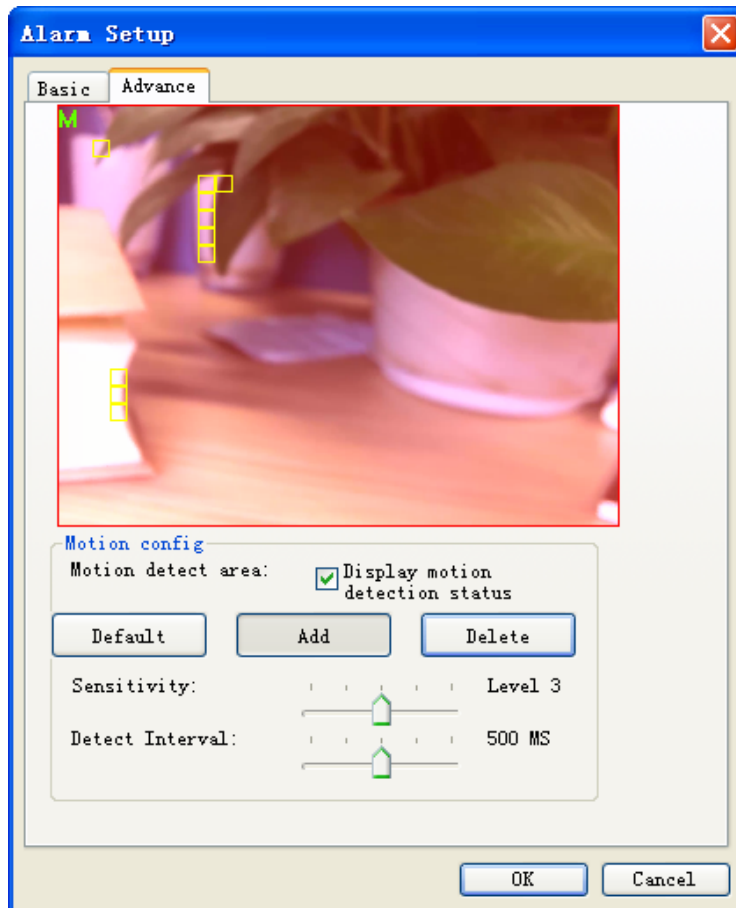 Alarm Setup
Basic
Advance
M
Motion config
Motion detect area:
Display motion
detection status
Default
Add
Delete
Sensitivity:
Level 3
Detect Interval:
500 MS
OK
Cancel